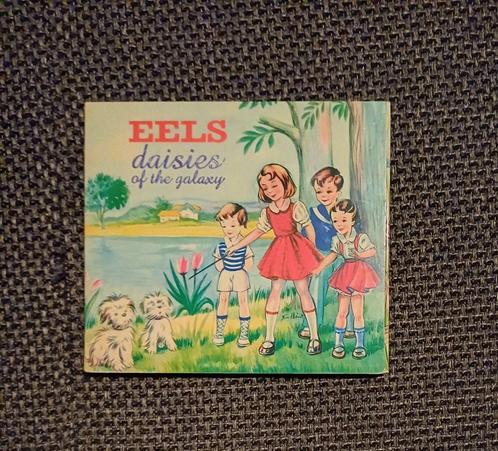 EELS
daisies
of the galaxy